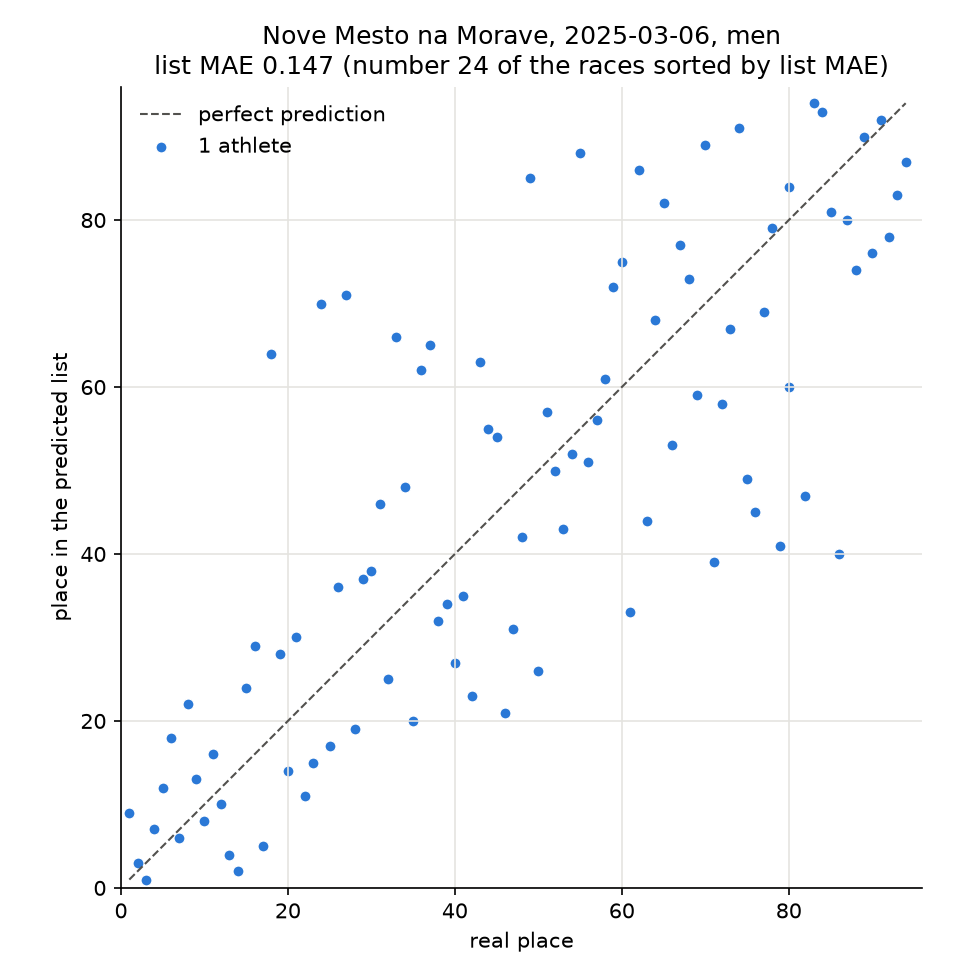 Nove Mesto na Morave, 2025-03-06, men
list MAE 0.147 (number 24 of the races sorted by list MAE)
perfect prediction
1 athlete
place in the predicted list
80
60
40
20
0
0 20 40 60 80
real place